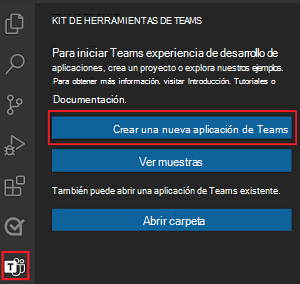 KIT DE HERRAMIENTAS DE TEAMS
Para iniciar Teams experiencia de desarrollo de
aplicaciones, crea un proyecto o explora nuestros ejemplos.
Para obtener más información. visitar Introducción. Tutoriales o
Documentación.
Crear una nueva aplicación de Teams
Ver muestras
También puede abrir una aplicación de Teams existente.
Abrir carpeta
T